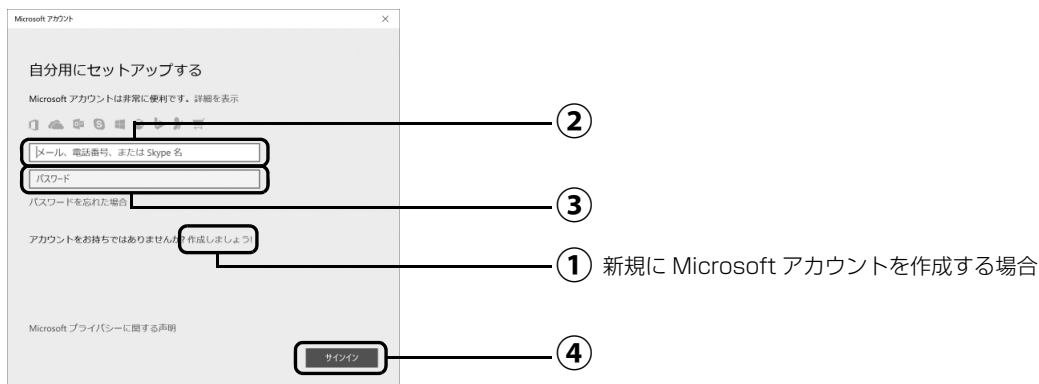 Microsoft アカウント
自分用にセットアップする
Microsoft アカウントは非常に便利です。詳細を表示
②
メール、電話番号、または Skype 名
パスワード
パスワードを忘れた場合
③
アカウントをお持ちではありませんか? 作成しましょう!
① 新規に Microsoft アカウントを作成する場合
Microsoft プライバシーに関する声明
サインイン
④